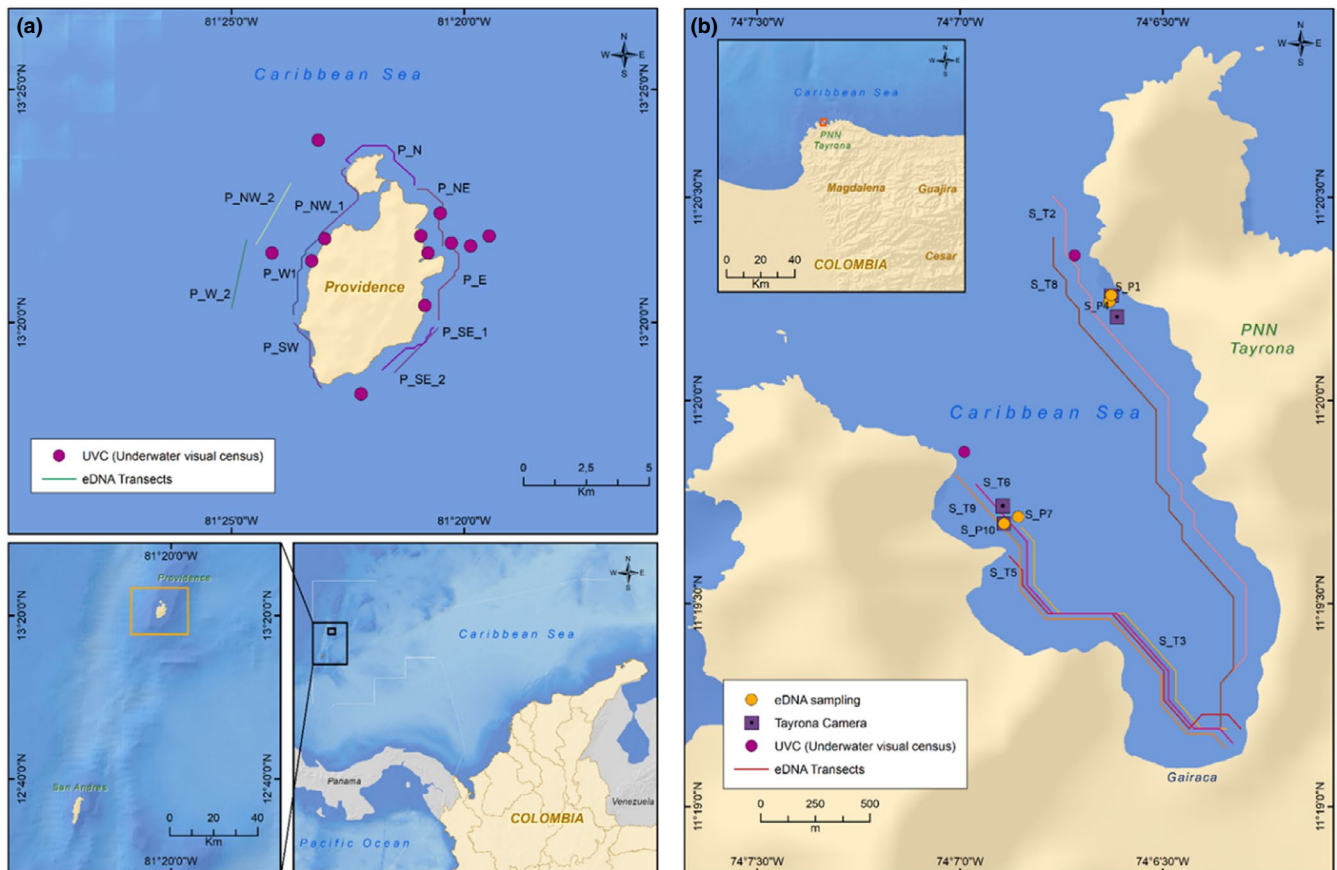 (a)
81°25'0"W
81°20'0"W
N
W E
S
Caribbean Sea
13°25'0"N
13°25'0"N
P_N
P_NE
P_NW_2
P_NW_1
P_W1
P_E
P_W_2
Providence
13°20'0"N
13°20'0"N
P_SE_1
P_SW
P_SE_2
UVC (Underwater visual census)
eDNA Transects
0 2,5 5
Km
81°25'0"W
81°20'0"W
81°20'0"W
Providence
13°20'0"N
13°20'0"N
12°40'0"N
12°40'0"N
San Andres
0 20 40
Km
81°20'0"W
N
W E
S
Caribbean Sea
Panama
Venezuela
COLOMBIA
Pacific Ocean
(b)
74°7'30"W
74°7'0"W
74°6'30"W
N
W E
S
N
W E
S
Caribbean Sea
PNN
Tayrona
Magdalena
Guajira
Cesar
COLOMBIA
0 20 40
Km
11°20'30"N
11°20'30"N
S_T2
S_T8
S_P1
S_P4
PNN
Tayrona
11°20'0"N
11°20'0"N
Caribbean Sea
S_T6
S_T9
S_P7
S_P10
S_T5
11°19'30"N
11°19'30"N
S_T3
eDNA sampling
Tayrona Camera
UVC (Underwater visual census)
eDNA Transects
0 250 500
m
Gairaca
11°19'0"N
11°19'0"N
74°7'30"W
74°7'0"W
74°6'30"W